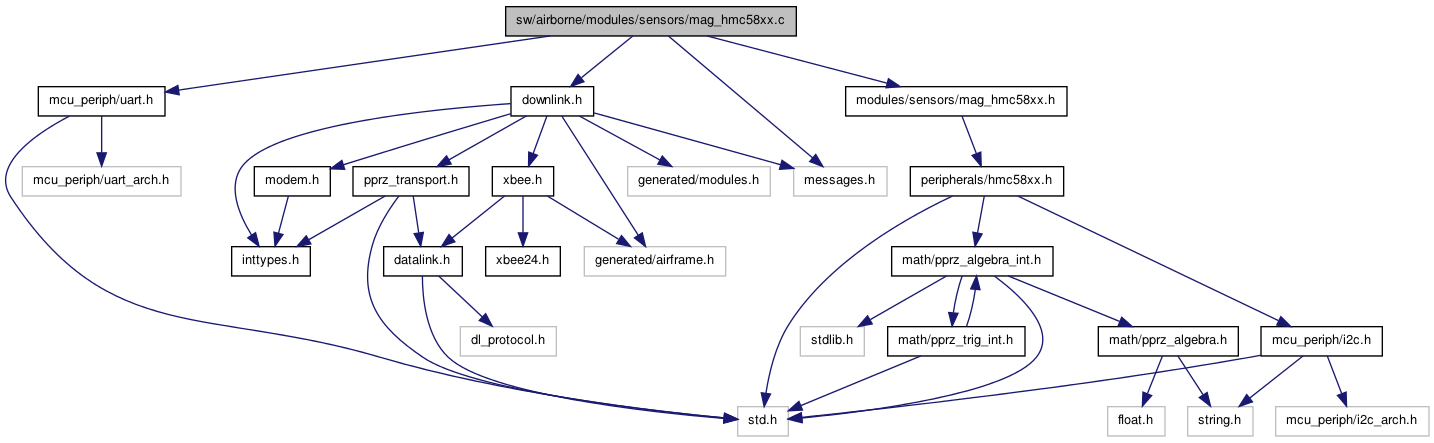 sw/airborne/modules/sensors/mag_hmc58xx.c
mcu_periph/uart.h
downlink.h
modules/sensors/mag_hmc58xx.h
mcu_periph/uart_arch.h
modem.h
pprz_transport.h
xbee.h
generated/modules.h
messages.h
peripherals/hmc58xx.h
inttypes.h
datalink.h
xbee24.h
generated/airframe.h
math/pprz_algebra_int.h
dl_protocol.h
stdlib.h
math/pprz_trig_int.h
math/pprz_algebra.h
mcu_periph/i2c.h
std.h
float.h
string.h
mcu_periph/i2c_arch.h